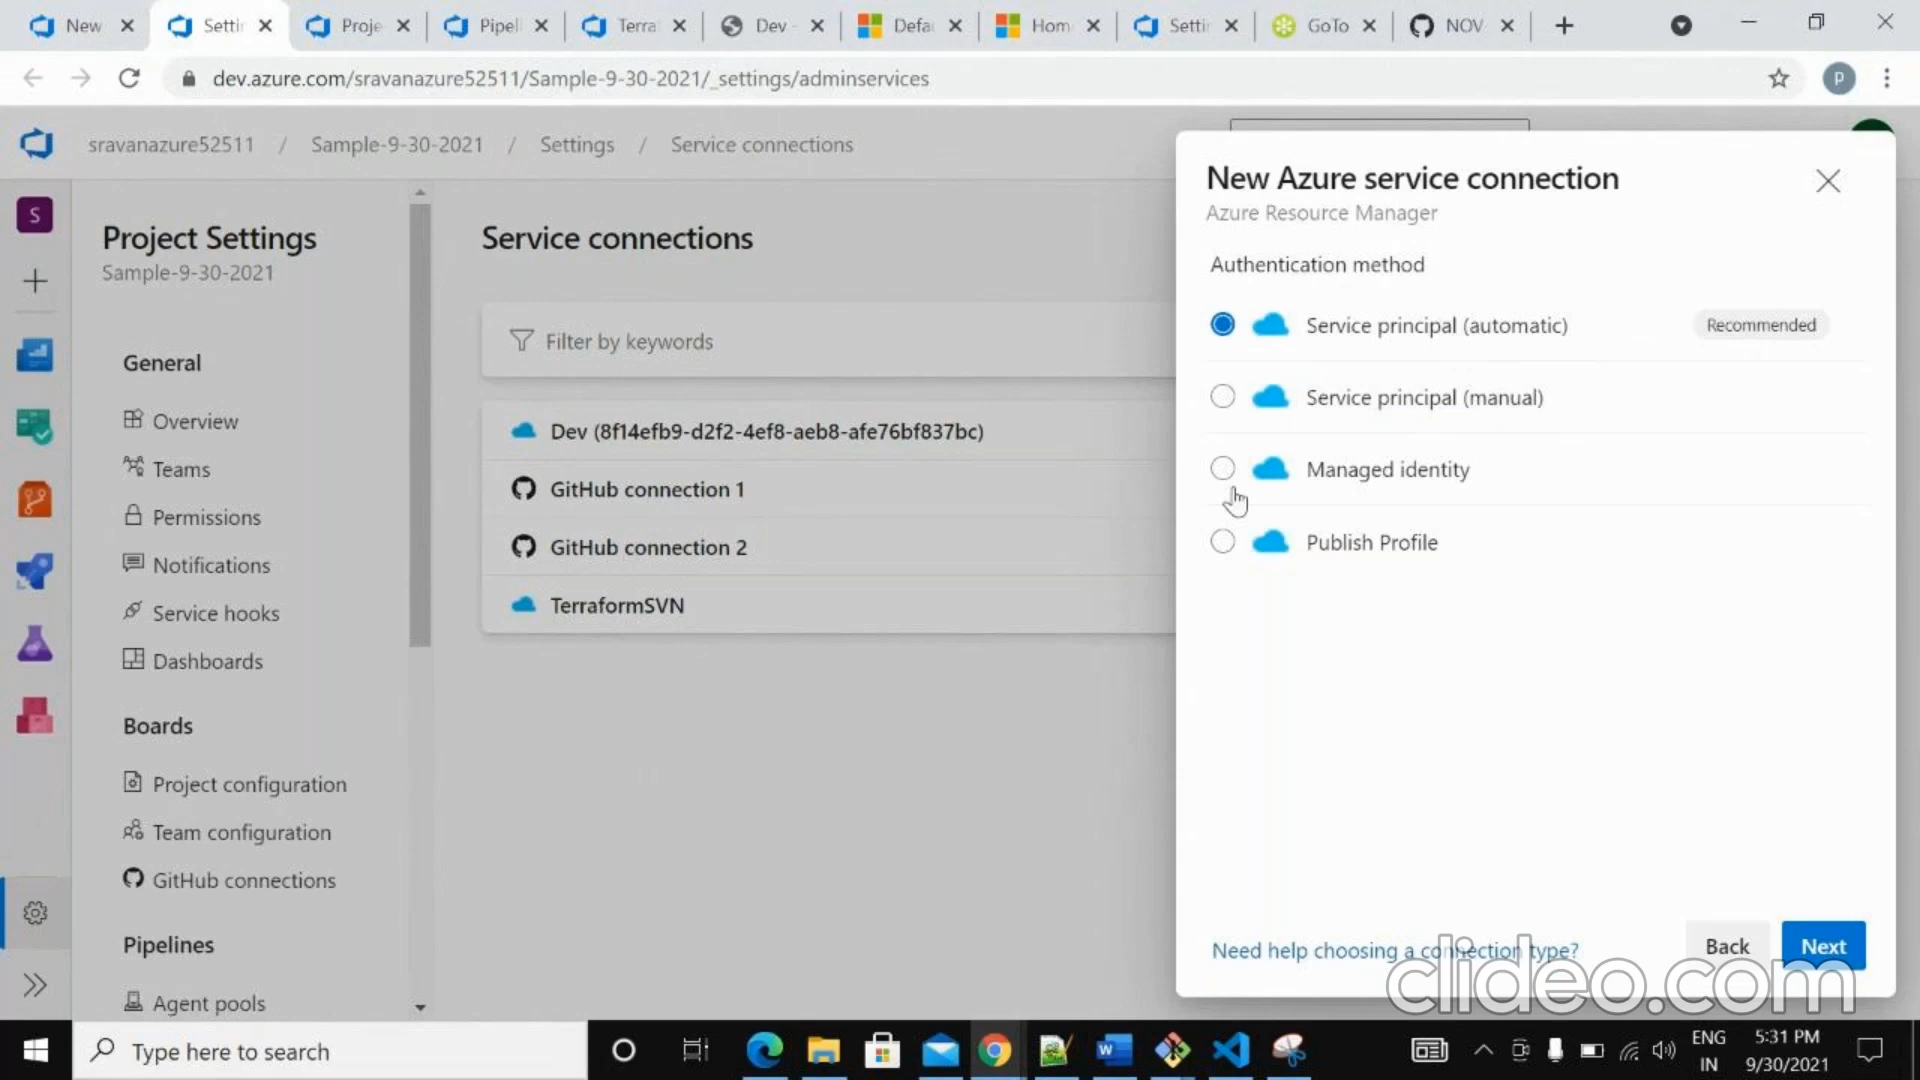 New
Settin
Proje
Pipeli
Terra
Dev -
Defau
Home
Settin
GoTo
NOV
dev.azure.com/sravanazure52511/Sample-9-30-2021/_settings/adminservices
P
sravanazure52511 / Sample-9-30-2021 / Settings / Service connections
S
Project Settings
Sample-9-30-2021
General
Overview
Teams
Permissions
Notifications
Service hooks
Dashboards
Boards
Project configuration
Team configuration
GitHub connections
Pipelines
Agent pools
Service connections
Filter by keywords
Dev (8f14efb9-d2f2-4ef8-aeb8-afe76bf837bc)
GitHub connection 1
GitHub connection 2
TerraformSVN
New Azure service connection
Azure Resource Manager
Authentication method
Service principal (automatic)
Recommended
Service principal (manual)
Managed identity
Publish Profile
Need help choosing a connection type?
Back
Next
clideo.com
Type here to search
ENG
IN
5:31 PM
9/30/2021